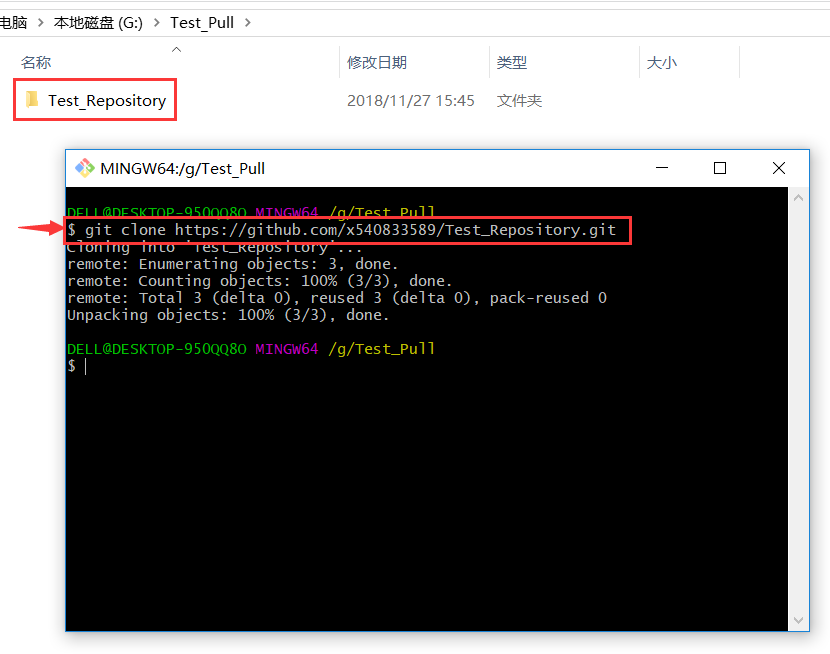 电脑 > 本地磁盘 (G:) > Test_Pull >
名称 修改日期 类型 大小
Test_Repository 2018/11/27 15:45 文件夹
MINGW64:/g/Test_Pull
DELL@DESKTOP-950QQ8O MINGW64 /g/Test_Pull
$ git clone https://github.com/x540833589/Test_Repository.git
Cloning into 'Test_Repository'...
remote: Enumerating objects: 3, done.
remote: Counting objects: 100% (3/3), done.
remote: Total 3 (delta 0), reused 3 (delta 0), pack-reused 0
Unpacking objects: 100% (3/3), done.
DELL@DESKTOP-950QQ8O MINGW64 /g/Test_Pull
$